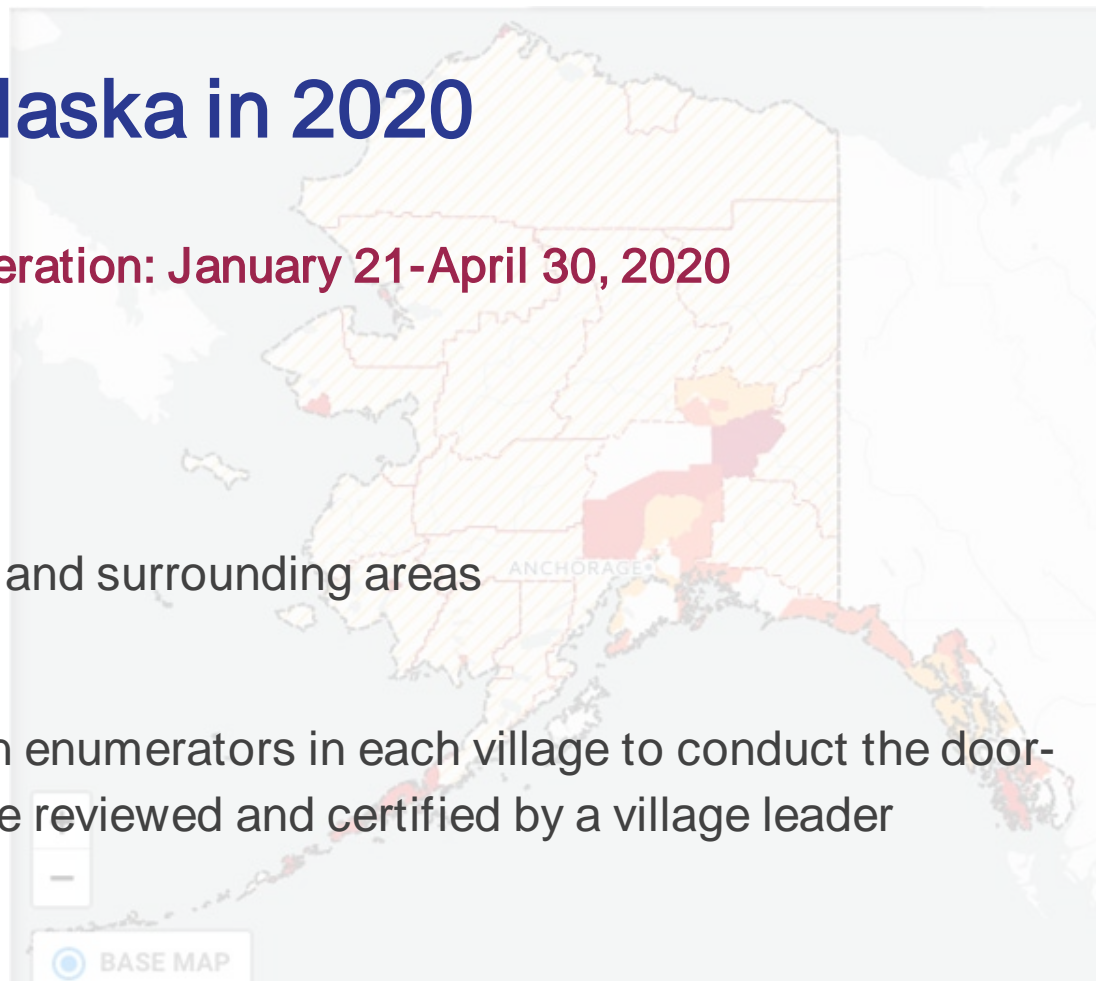 laska in 2020
eration: January 21-April 30, 2020
and surrounding areas
ANCHORAGE
n enumerators in each village to conduct the door-
e reviewed and certified by a village leader
BASE MAP